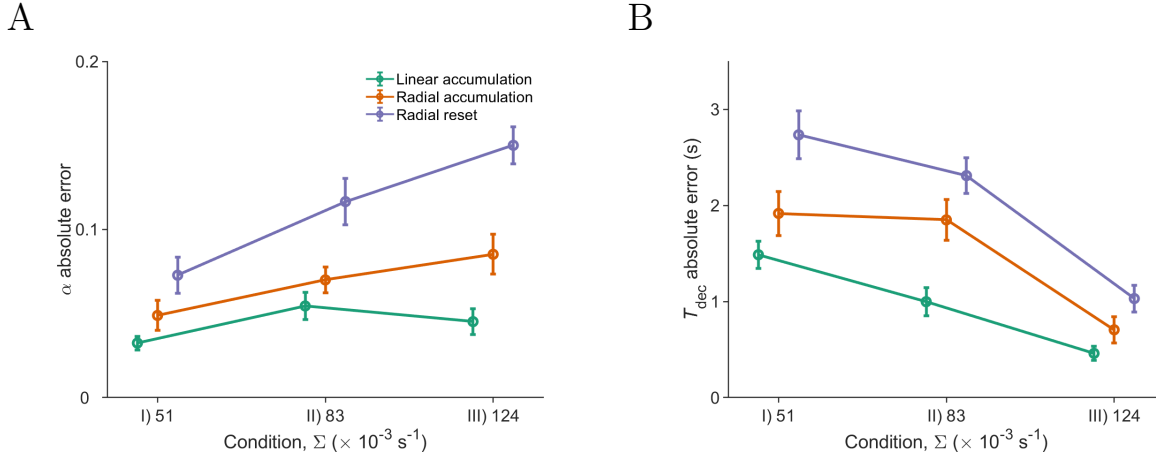 A
0.2
0.1
0
α absolute error
Linear accumulation
Radial accumulation
Radial reset
I) 51
II) 83
III) 124
Condition, Σ (× 10⁻³ s⁻¹)
B
3
2
1
0
T_dec absolute error (s)
I) 51
II) 83
III) 124
Condition, Σ (× 10⁻³ s⁻¹)